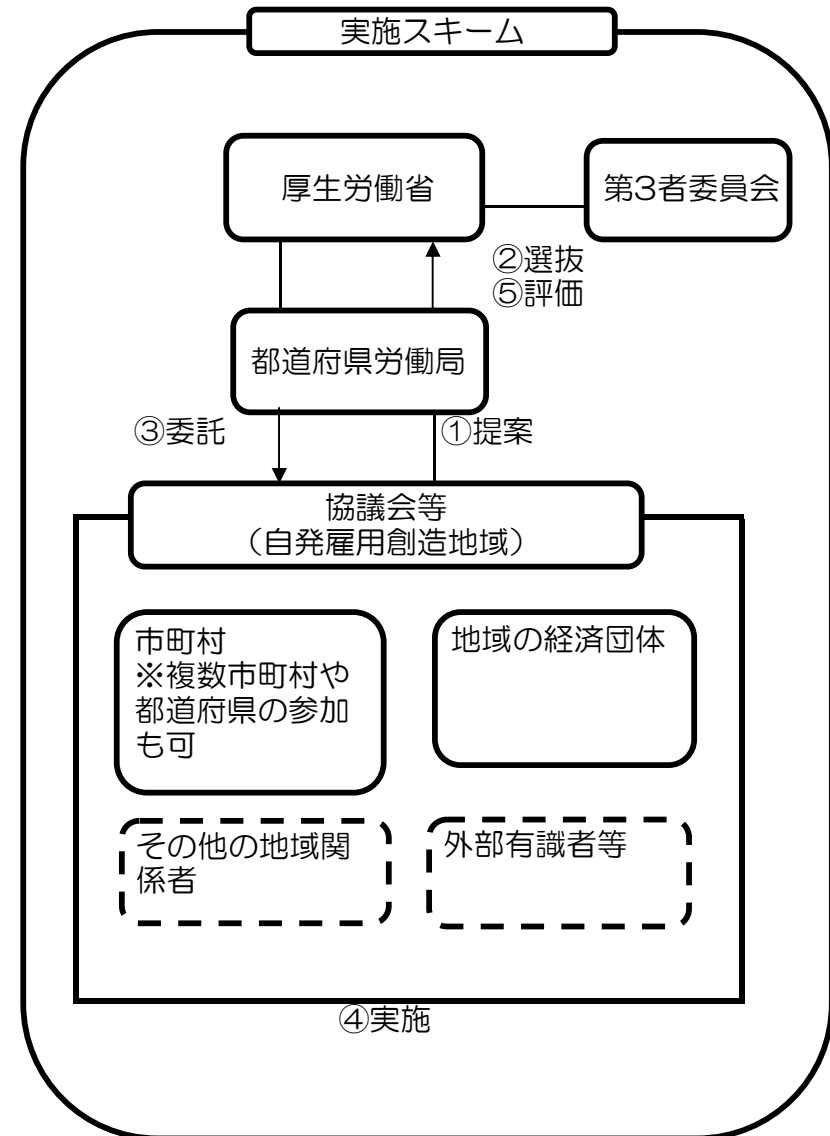 実施スキーム
厚生労働省
第3者委員会
②選抜
⑤評価
都道府県労働局
③委託
①提案
協議会等
（自発雇用創造地域）
市町村
※複数市町村や
都道府県の参加
も可
地域の経済団体
その他の地域関
係者
外部有識者等
④実施